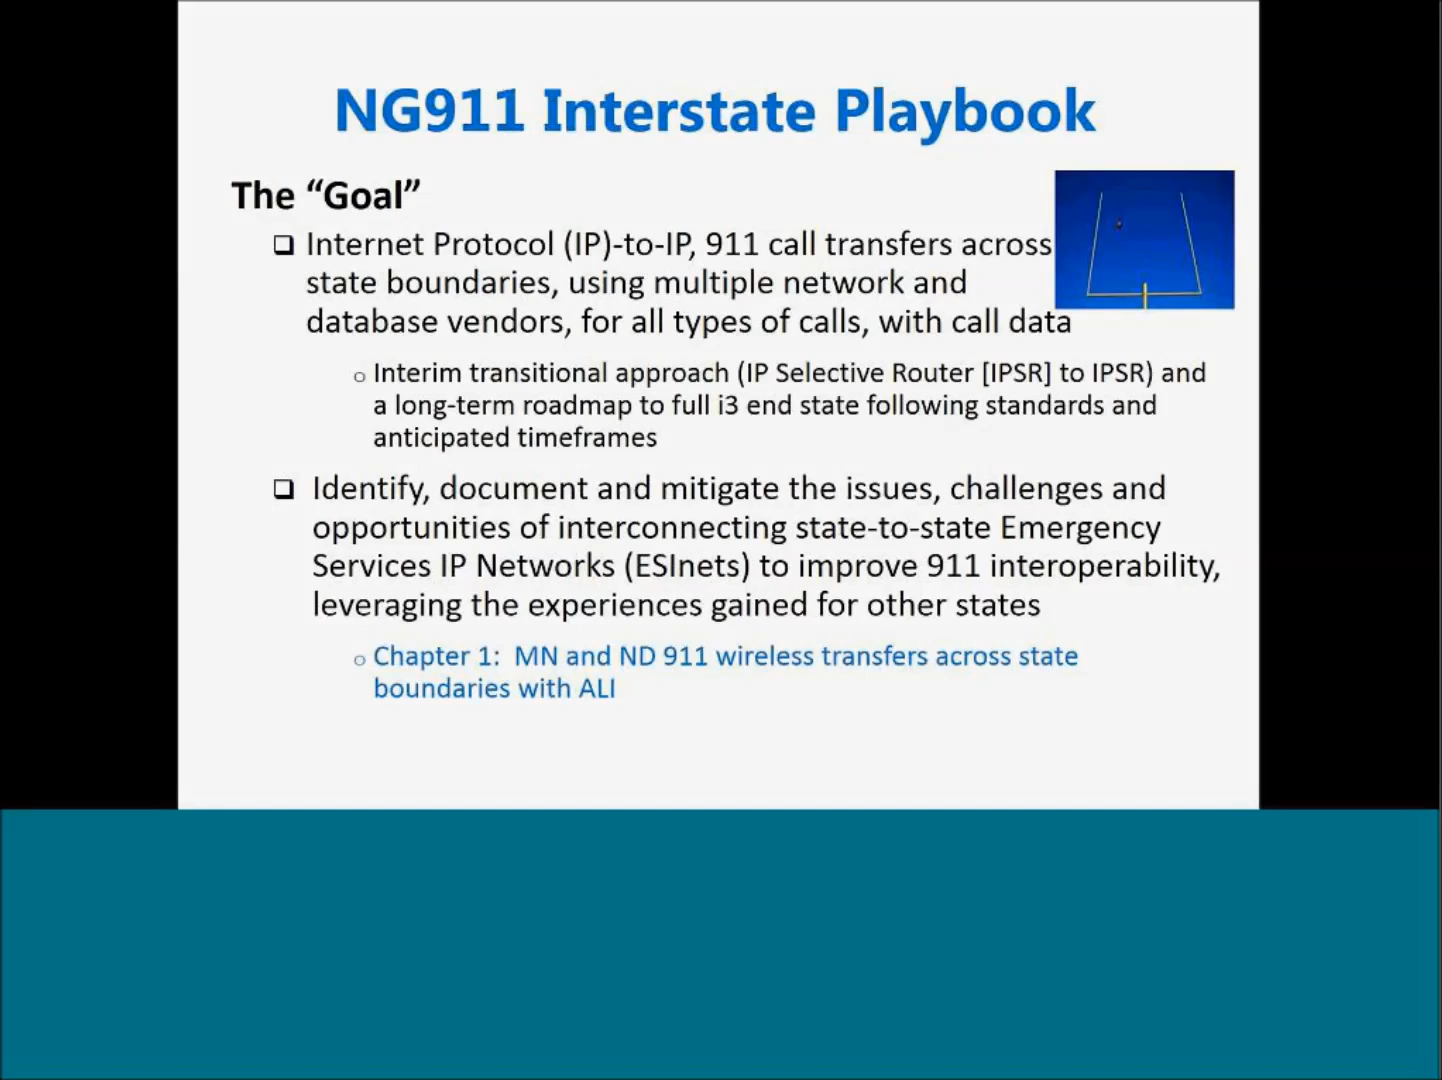 NG911 Interstate Playbook
The “Goal”
❑ Internet Protocol (IP)-to-IP, 911 call transfers across
state boundaries, using multiple network and
database vendors, for all types of calls, with call data
o Interim transitional approach (IP Selective Router [IPSR] to IPSR) and
a long-term roadmap to full i3 end state following standards and
anticipated timeframes
❑ Identify, document and mitigate the issues, challenges and
opportunities of interconnecting state-to-state Emergency
Services IP Networks (ESInets) to improve 911 interoperability,
leveraging the experiences gained for other states
o Chapter 1: MN and ND 911 wireless transfers across state
boundaries with ALI